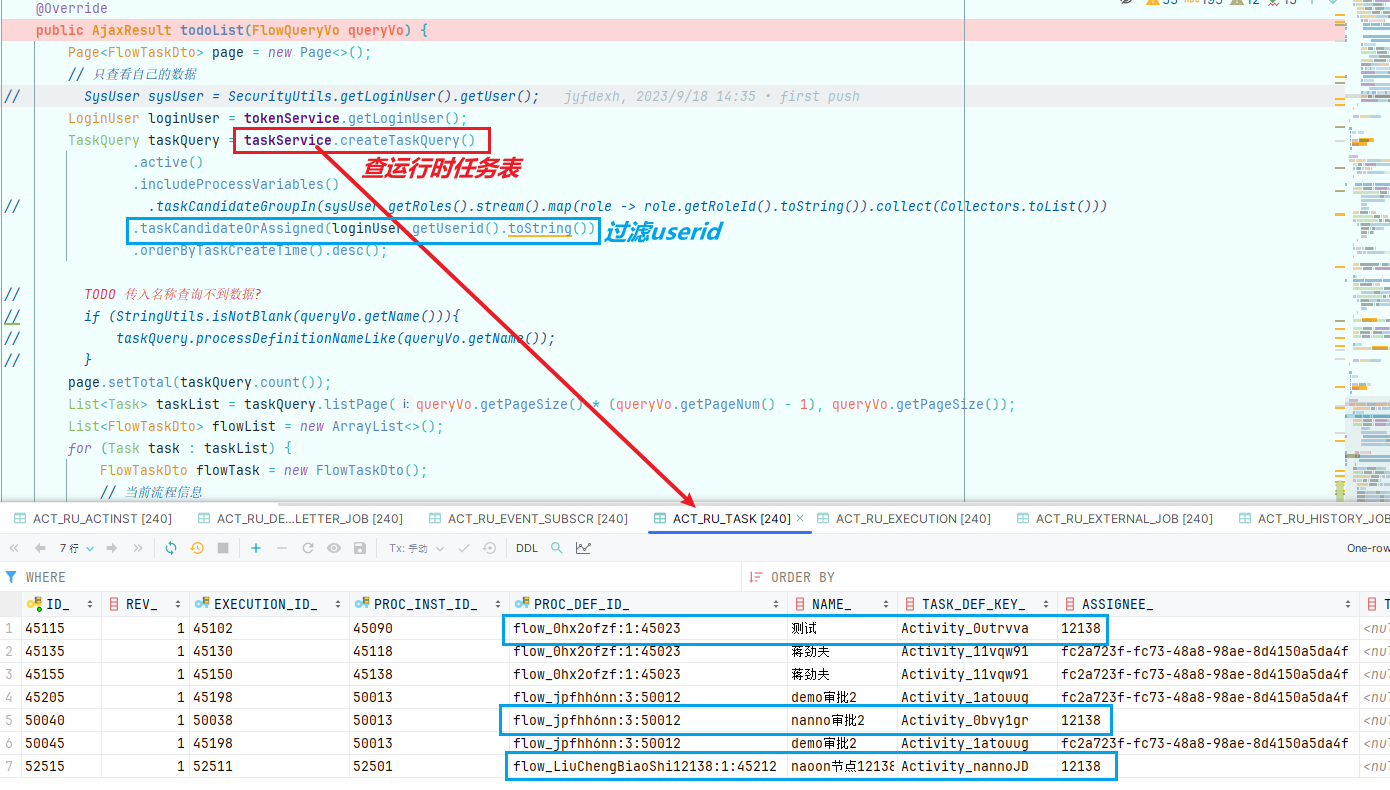 @Override
public AjaxResult todoList(FlowQueryVo queryVo) {
Page<FlowTaskDto> page = new Page<>();
// 只查看自己的数据
// SysUser sysUser = SecurityUtils.getLoginUser().getUser(); jyfdexh, 2023/9/18 14:35 • first push
LoginUser loginUser = tokenService.getLoginUser();
TaskQuery taskQuery = taskService.createTaskQuery()
.active()
查运行时任务表
.includeProcessVariables()
// .taskCandidateGroupIn(sysUser.getRoles().stream().map(role -> role.getRoleId().toString()).collect(Collectors.toList()))
.taskCandidateOrAssigned(loginUser.getUserid().toString()) 过滤userid
.orderByTaskCreateTime().desc();
// TODO 传入名称查询不到数据?
// if (StringUtils.isNotBlank(queryVo.getName())){
// taskQuery.processDefinitionNameLike(queryVo.getName());
// }
page.setTotal(taskQuery.count());
List<Task> taskList = taskQuery.listPage( i: queryVo.getPageSize() * (queryVo.getPageNum() - 1), queryVo.getPageSize());
List<FlowTaskDto> flowList = new ArrayList<>();
for (Task task : taskList) {
FlowTaskDto flowTask = new FlowTaskDto();
// 当前流程信息
ACT_RU_ACTINST [240] ACT_RU_DE...LETTER_JOB [240] ACT_RU_EVENT_SUBSCR [240] ACT_RU_TASK [240] ACT_RU_EXECUTION [240] ACT_RU_EXTERNAL_JOB [240] ACT_RU_HISTORY_JOB
7 行 Tx: 手动 DDL One-row
WHERE ORDER BY
ID_ REV_ EXECUTION_ID_ PROC_INST_ID_ PROC_DEF_ID_ NAME_ TASK_DEF_KEY_ ASSIGNEE_
1 45115 1 45102 45090 flow_0hx2ofzf:1:45023 测试 Activity_0utrvva 12138 <null
2 45135 1 45130 45118 flow_0hx2ofzf:1:45023 蒋劲夫 Activity_11vqw91 fc2a723f-fc73-48a8-98ae-8d4150a5da4f <null
3 45155 1 45150 45138 flow_0hx2ofzf:1:45023 蒋劲夫 Activity_11vqw91 fc2a723f-fc73-48a8-98ae-8d4150a5da4f <null
4 45205 1 45198 50013 flow_jpfhh6nn:3:50012 demo审批2 Activity_1atouug fc2a723f-fc73-48a8-98ae-8d4150a5da4f <null
5 50040 1 50038 50013 flow_jpfhh6nn:3:50012 nanno审批2 Activity_0bvy1gr 12138 <null
6 50045 1 45198 50013 flow_jpfhh6nn:3:50012 demo审批2 Activity_1atouug fc2a723f-fc73-48a8-98ae-8d4150a5da4f <null
7 52515 1 52511 52501 flow_LiuChengBiaoShi12138:1:45212 naoon节点12138 Activity_nannoJD 12138 <null